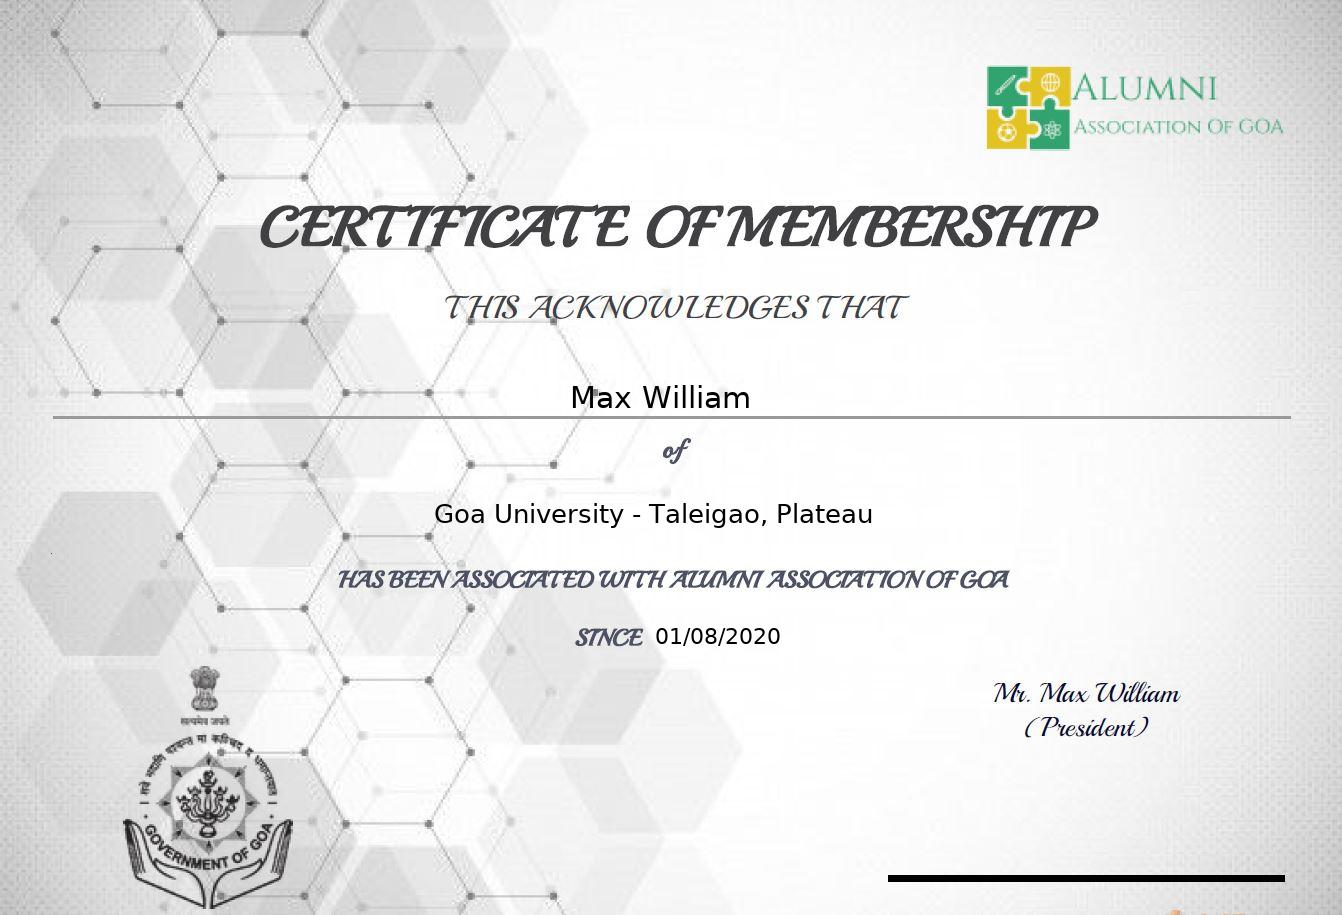 ALUMNI
ASSOCIATION OF GOA
CERTIFICATE OF MEMBERSHIP
THIS ACKNOWLEDGES THAT
Max William
of
Goa University - Taleigao, Plateau
HAS BEEN ASSOCIATED WITH ALUMNI ASSOCIATION OF GOA
SINCE 01/08/2020
Mr. Max William
(President)
सत्यमेव जयते
GOVERNMENT OF GOA